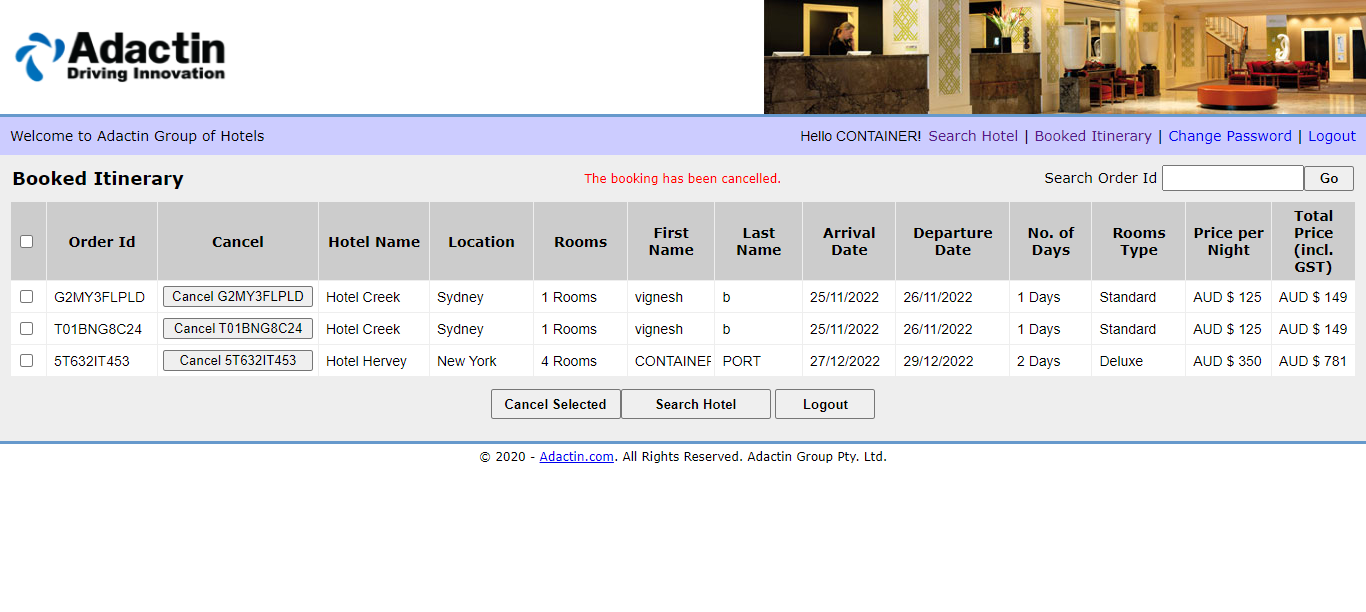 Adactin
Driving Innovation
Welcome to Adactin Group of Hotels
Hello CONTAINER! Search Hotel | Booked Itinerary | Change Password | Logout
Booked Itinerary
The booking has been cancelled.
Search Order Id
Go
Order Id Cancel Hotel Name Location Rooms First Name Last Name Arrival Date Departure Date No. of Days Rooms Type Price per Night Total Price (incl. GST)
G2MY3FLPLD Cancel G2MY3FLPLD Hotel Creek Sydney 1 Rooms vignesh b 25/11/2022 26/11/2022 1 Days Standard AUD $ 125 AUD $ 149
T01BNG8C24 Cancel T01BNG8C24 Hotel Creek Sydney 1 Rooms vignesh b 25/11/2022 26/11/2022 1 Days Standard AUD $ 125 AUD $ 149
5T632IT453 Cancel 5T632IT453 Hotel Hervey New York 4 Rooms CONTAINER PORT 27/12/2022 29/12/2022 2 Days Deluxe AUD $ 350 AUD $ 781
Cancel Selected Search Hotel Logout
© 2020 - Adactin.com. All Rights Reserved. Adactin Group Pty. Ltd.